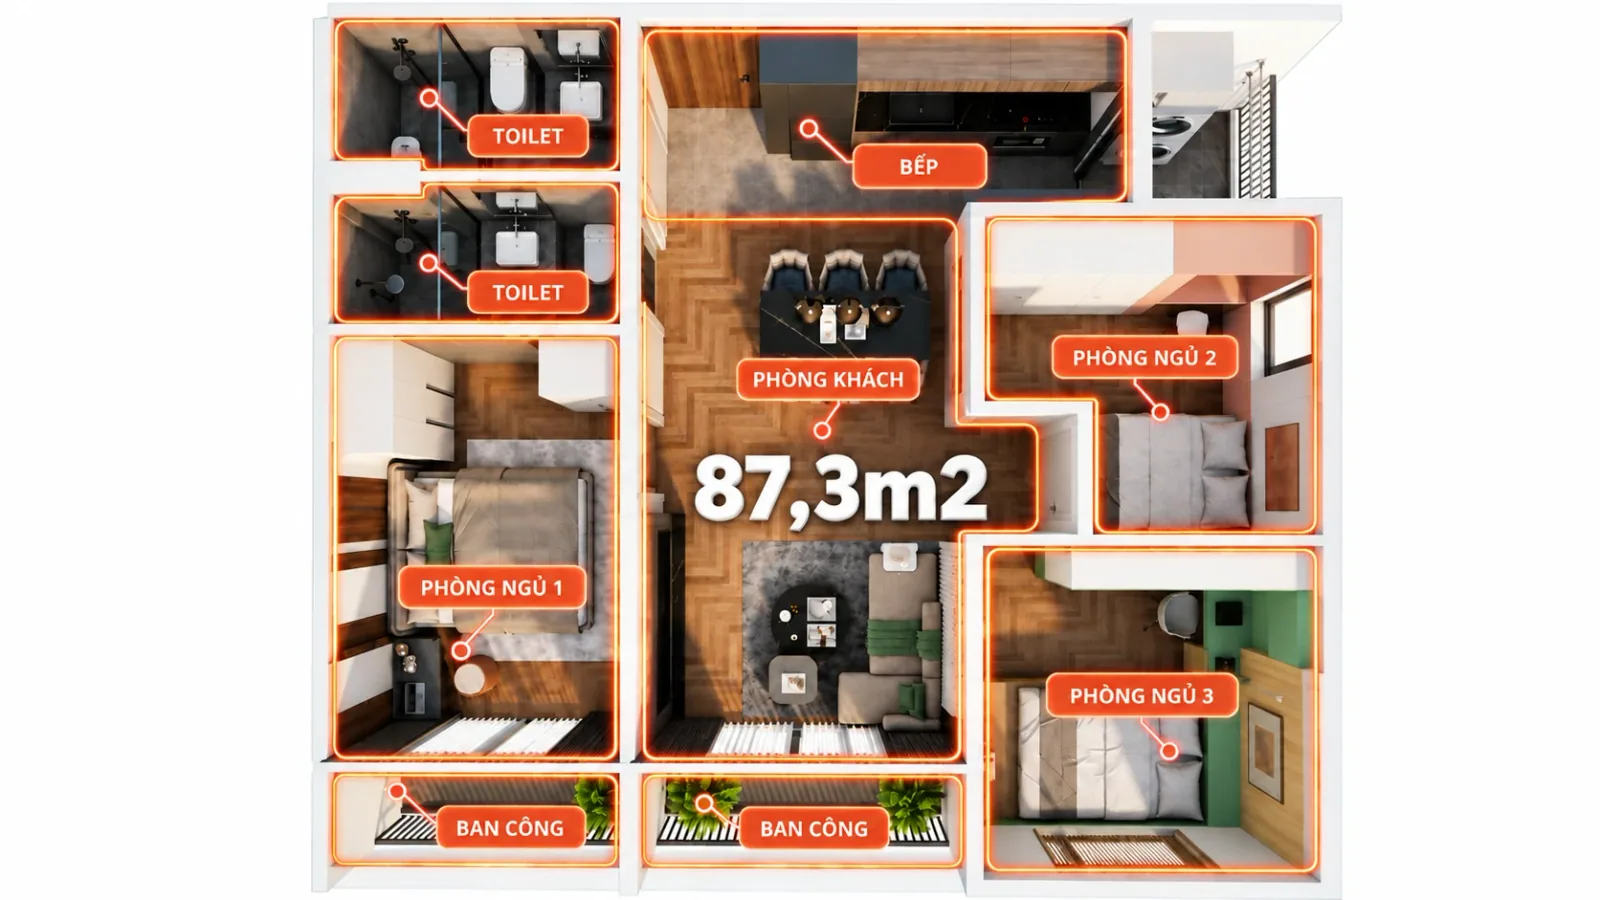 TOILET
BẾP
TOILET
PHÒNG NGỦ 2
PHÒNG KHÁCH
87,3m2
PHÒNG NGỦ 1
PHÒNG NGỦ 3
BAN CÔNG
BAN CÔNG